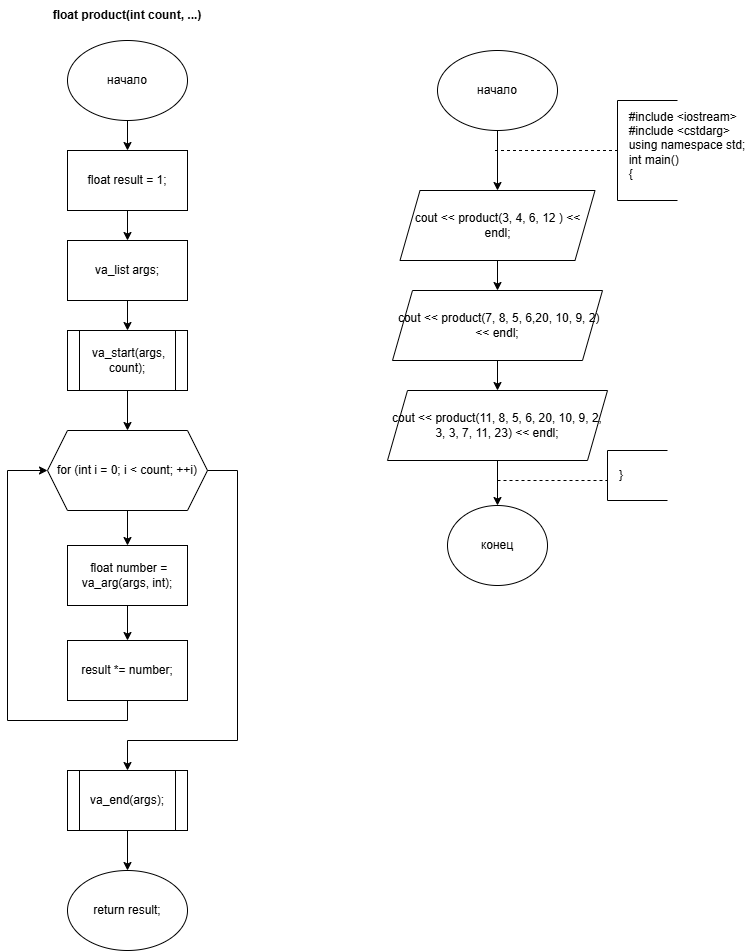 float product(int count, ...)
начало
float result = 1;
va_list args;
va_start(args,
count);
for (int i = 0; i < count; ++i)
float number =
va_arg(args, int);
result *= number;
va_end(args);
return result;
начало
#include <iostream>
#include <cstdarg>
using namespace std;
int main()
{
cout << product(3, 4, 6, 12 ) <<
endl;
cout << product(7, 8, 5, 6,20, 10, 9, 2)
<< endl;
cout << product(11, 8, 5, 6, 20, 10, 9, 2,
3, 3, 7, 11, 23) << endl;
}
конец